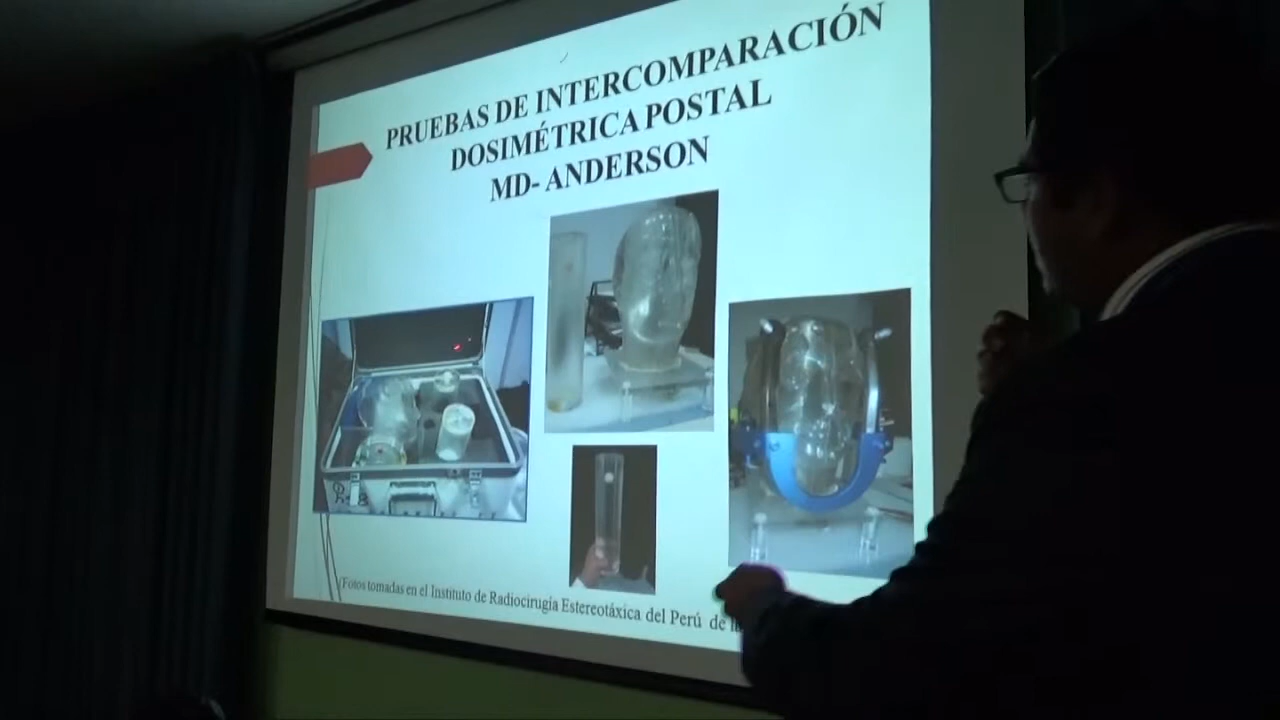 PRUEBAS DE INTERCOMPARACIÓN
DOSIMÉTRICA POSTAL
MD- ANDERSON
(Fotos tomadas en el Instituto de Radiocirugía Estereotáxica del Perú de